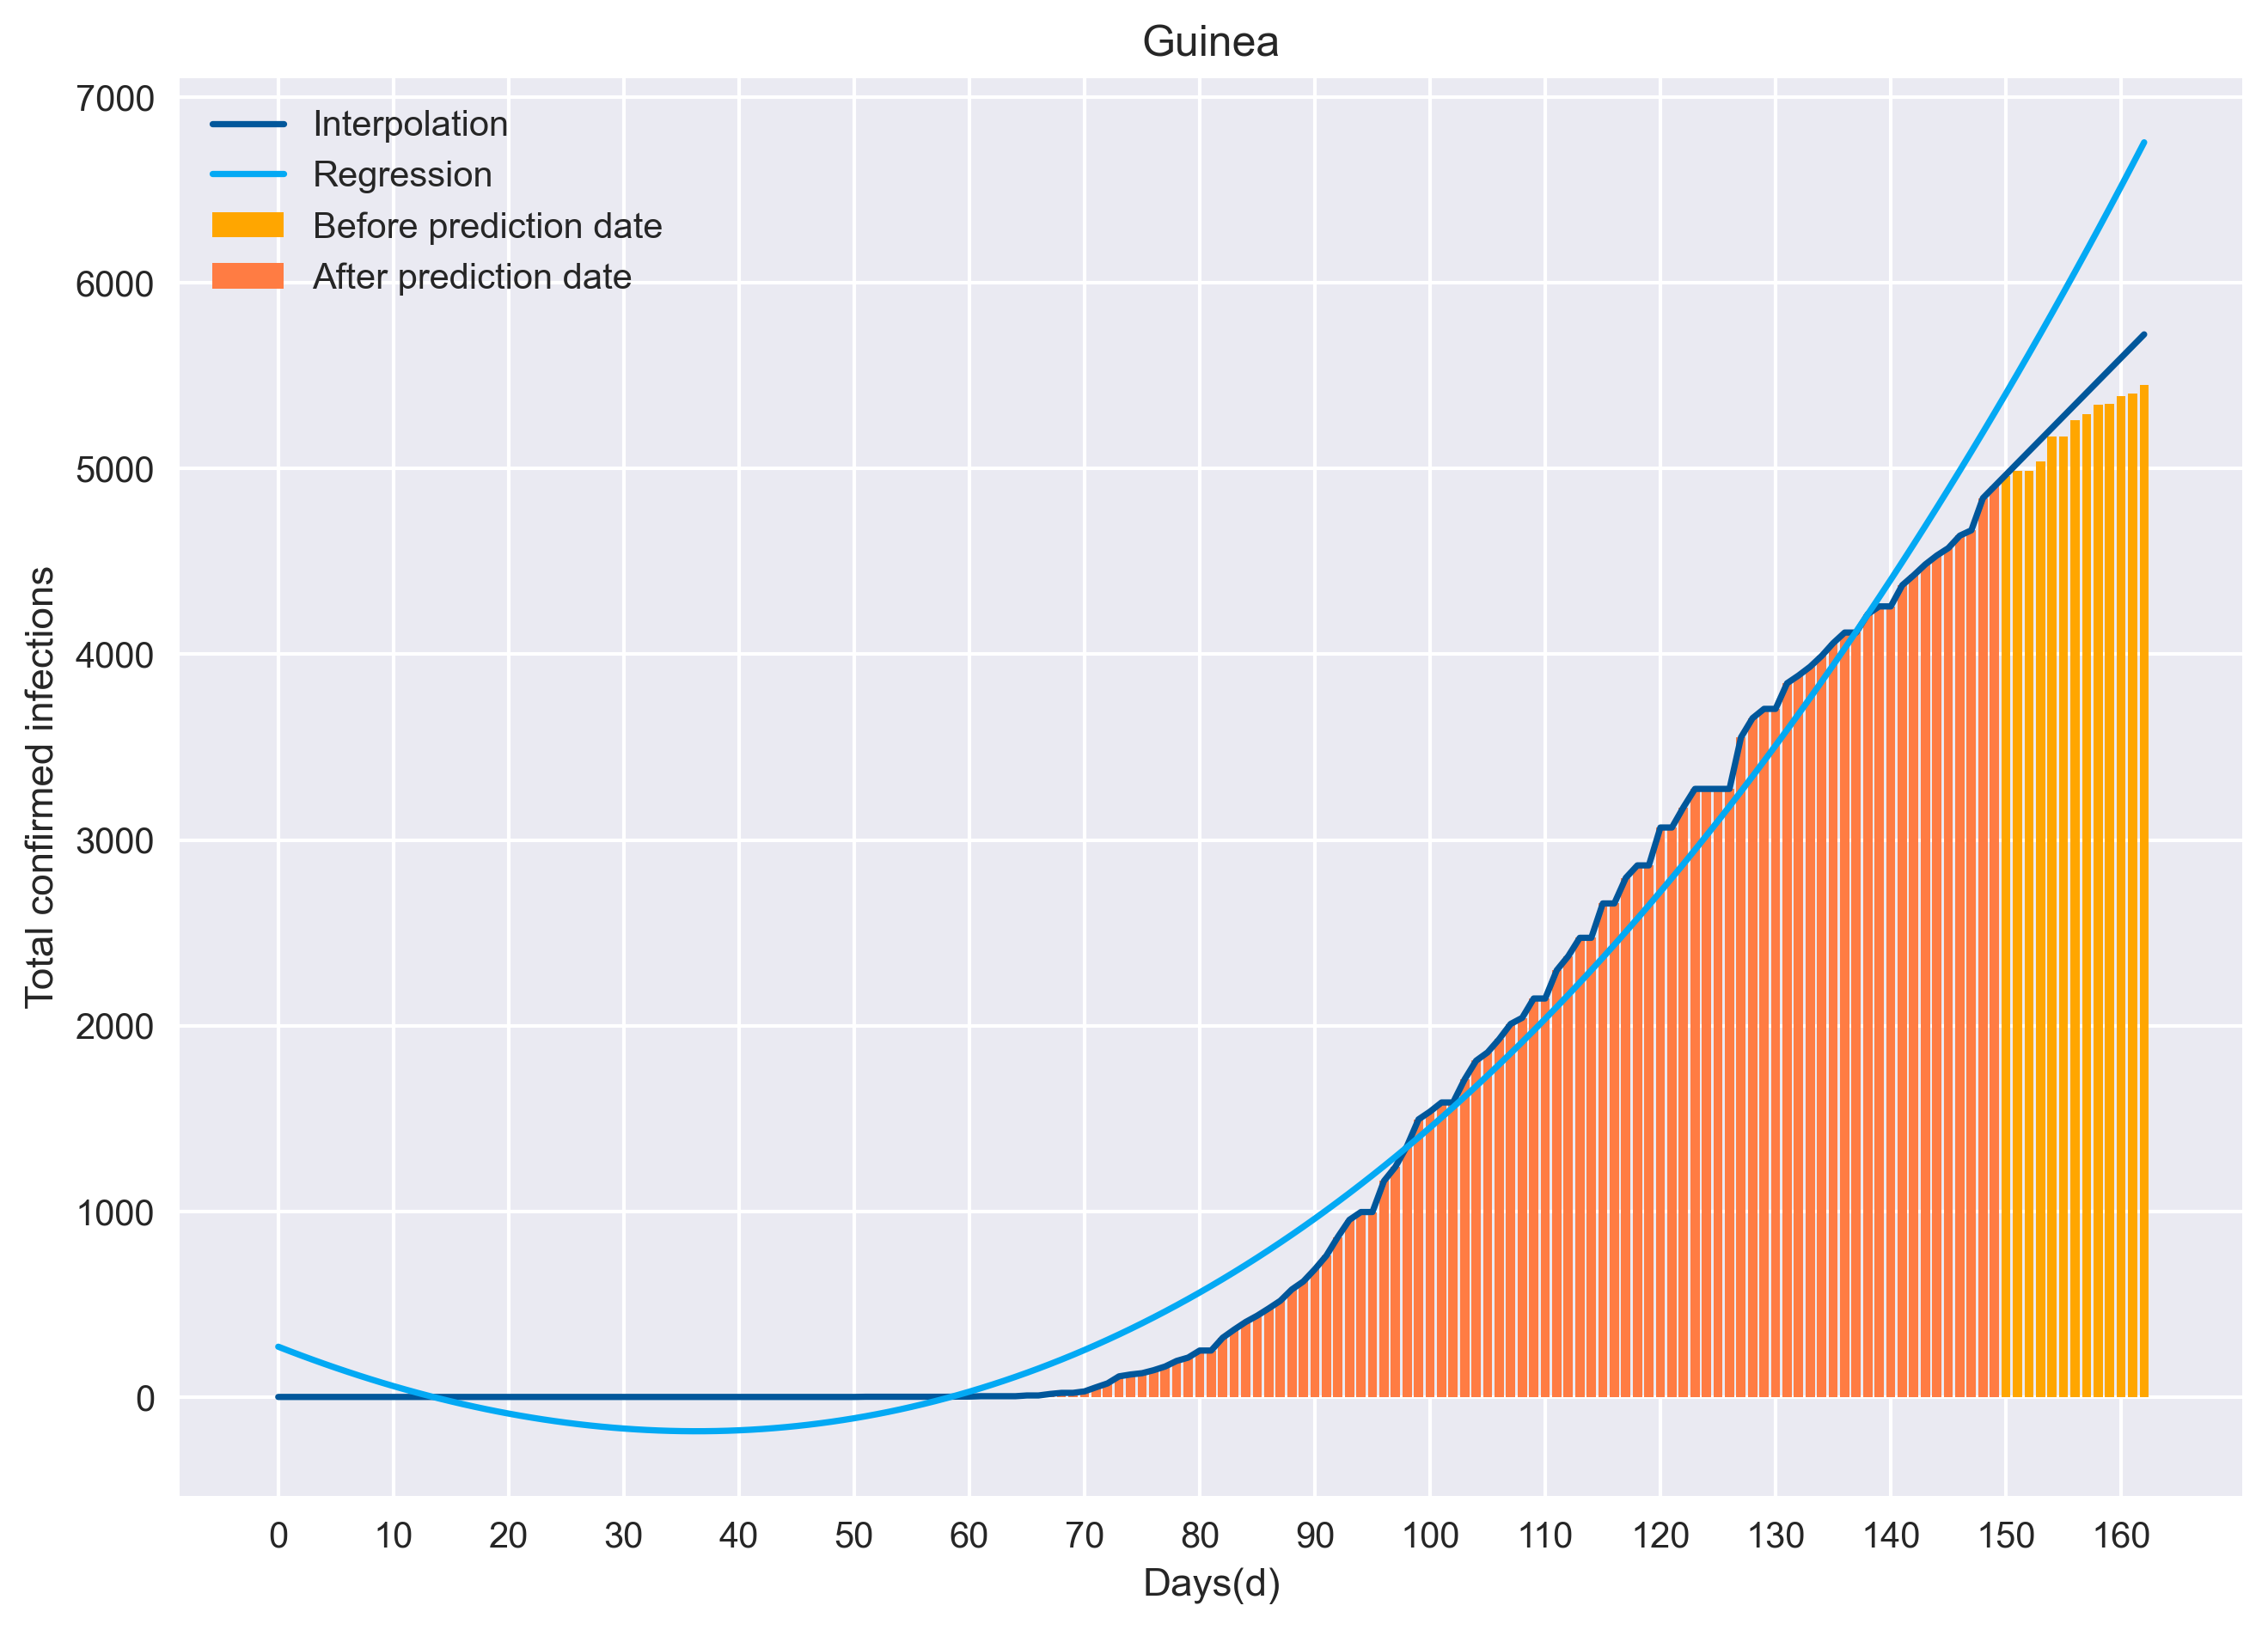 Guinea
7000
6000
5000
4000
3000
2000
1000
0
Total confirmed infections
Interpolation
Regression
Before prediction date
After prediction date
0 10 20 30 40 50 60 70 80 90 100 110 120 130 140 150 160
Days(d)